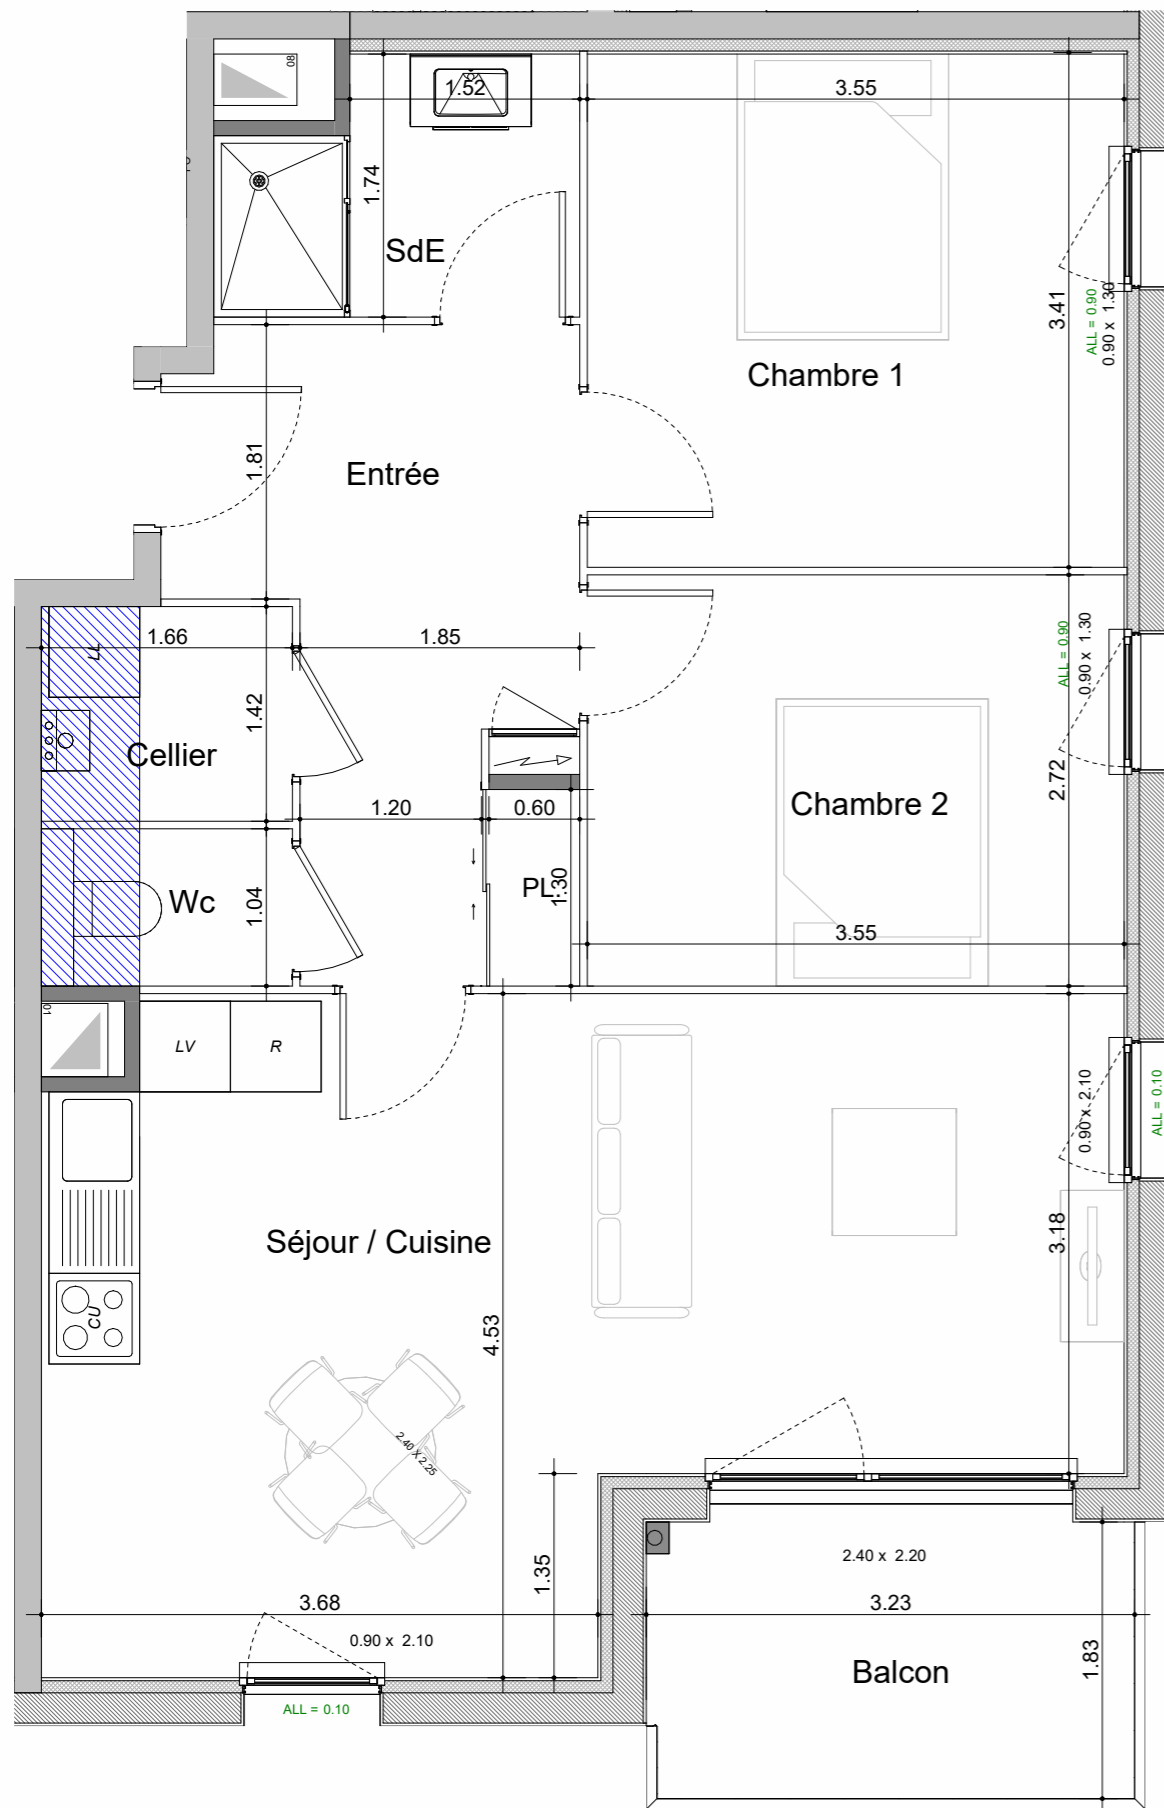 80
1.52
3.55
1.74
SdE
3.41
ALL = 0.90
0.90 x 1.30
Chambre 1
1.81
Entrée
1.66
1.85
LL
1.42
Cellier
ALL = 0.90
0.90 x 1.30
2.72
1.20
0.60
Chambre 2
PL
1.30
Wc
1.04
3.55
01
LV
R
0.90 x 2.10
ALL = 0.10
Séjour / Cuisine
3.18
CU
4.53
2.40 X 2.25
1.35
2.40 x 2.20
3.68
3.23
0.90 x 2.10
1.83
Balcon
ALL = 0.10